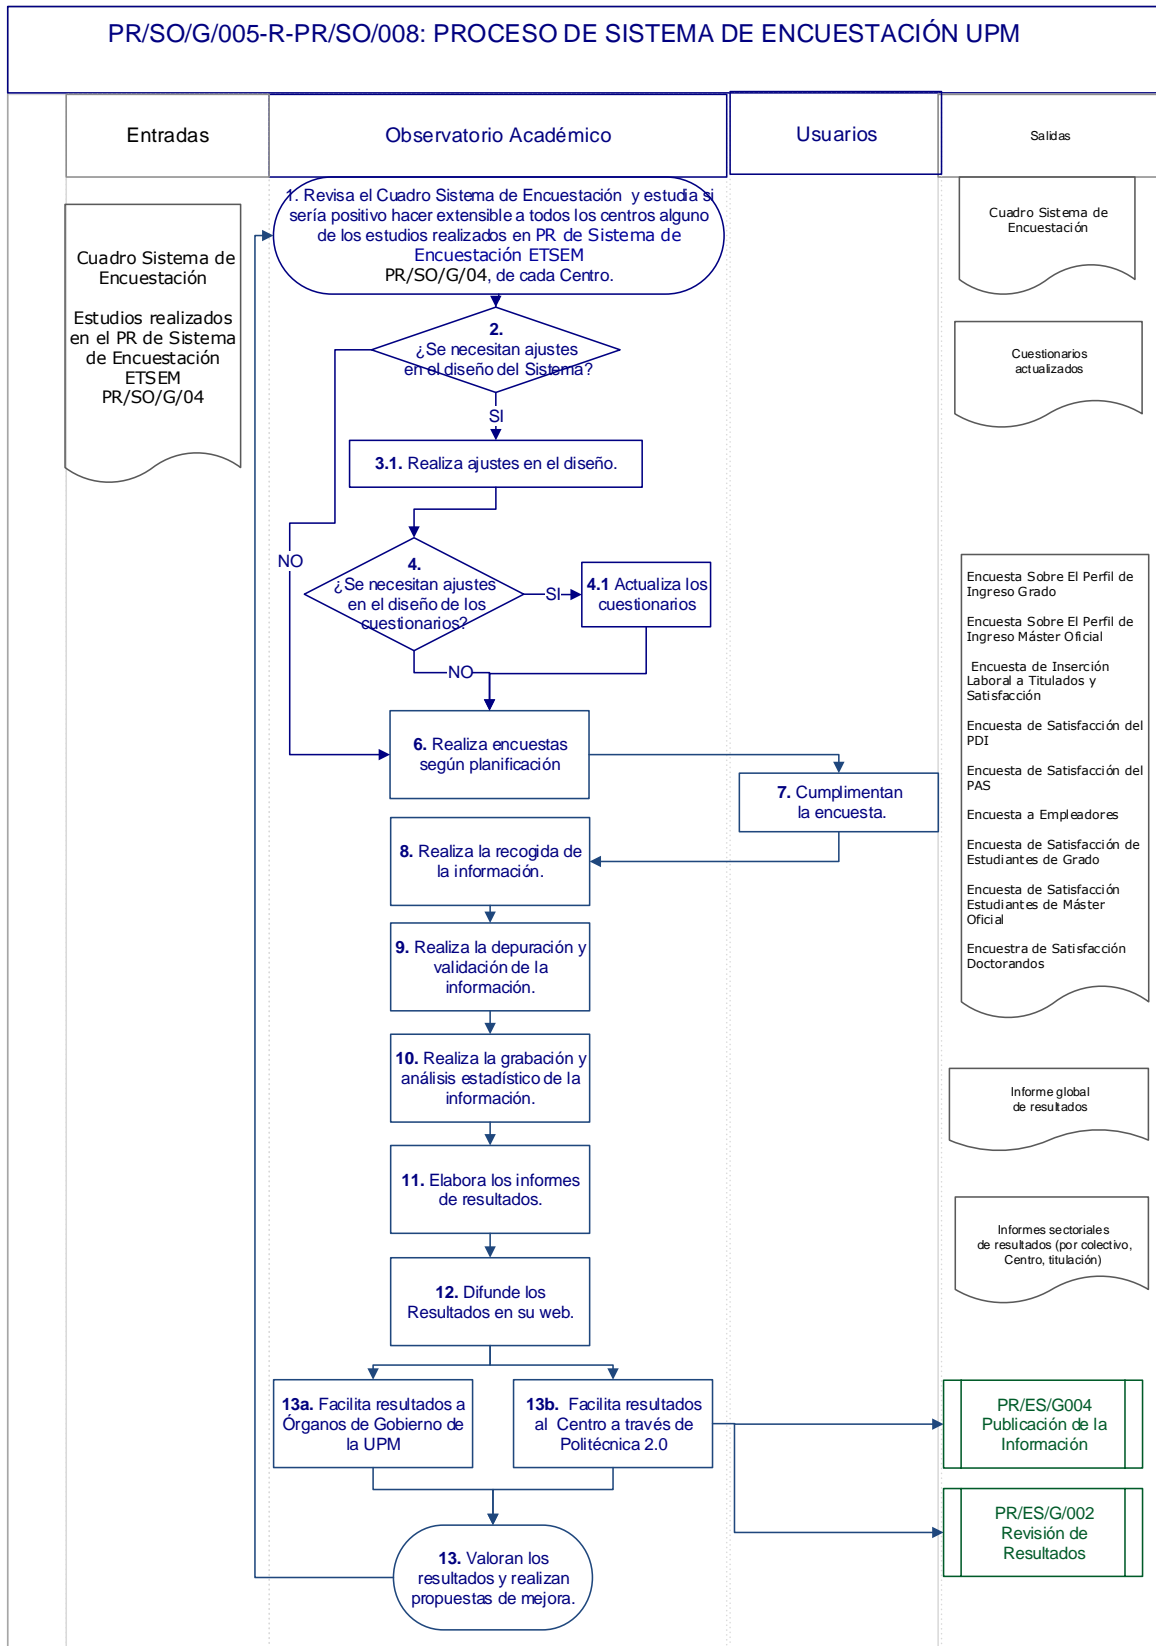 PR/SO/G/005-R-PR/SO/008: PROCESO DE SISTEMA DE ENCUESTACIÓN UPM
Entradas
Observatorio Académico
Usuarios
Salidas
Cuadro Sistema de
Encuestación
Estudios realizados
en el PR de Sistema
de Encuestación
ETSEM
PR/SO/G/04
1. Revisa el Cuadro Sistema de Encuestación y estudia si
sería positivo hacer extensible a todos los centros alguno
de los estudios realizados en PR de Sistema de
Encuestación ETSEM
PR/SO/G/04, de cada Centro.
2.
¿Se necesitan ajustes
en el diseño del Sistema?
SI
NO
3.1. Realiza ajustes en el diseño.
4.
¿Se necesitan ajustes
en el diseño de los
cuestionarios?
SI
4.1 Actualiza los
cuestionarios
NO
6. Realiza encuestas
según planificación
7. Cumplimentan
la encuesta.
8. Realiza la recogida de
la información.
9. Realiza la depuración y
validación de la
información.
10. Realiza la grabación y
análisis estadístico de la
información.
11. Elabora los informes
de resultados.
12. Difunde los
Resultados en su web.
13a. Facilita resultados a
Órganos de Gobierno de
la UPM
13b. Facilita resultados
al Centro a través de
Politécnica 2.0
13. Valoran los
resultados y realizan
propuestas de mejora.
Cuadro Sistema de
Encuestación
Cuestionarios
actualizados
Encuesta Sobre El Perfil de
Ingreso Grado
Encuesta Sobre El Perfil de
Ingreso Máster Oficial
Encuesta de Inserción
Laboral a Titulados y
Satisfacción
Encuesta de Satisfacción del
PDI
Encuesta de Satisfacción del
PAS
Encuesta a Empleadores
Encuesta de Satisfacción de
Estudiantes de Grado
Encuesta de Satisfacción
Estudiantes de Máster
Oficial
Encuestra de Satisfacción
Doctorandos
Informe global
de resultados
Informes sectoriales
de resultados (por colectivo,
Centro, titulación)
PR/ES/G004
Publicación de la
Información
PR/ES/G/002
Revisión de
Resultados